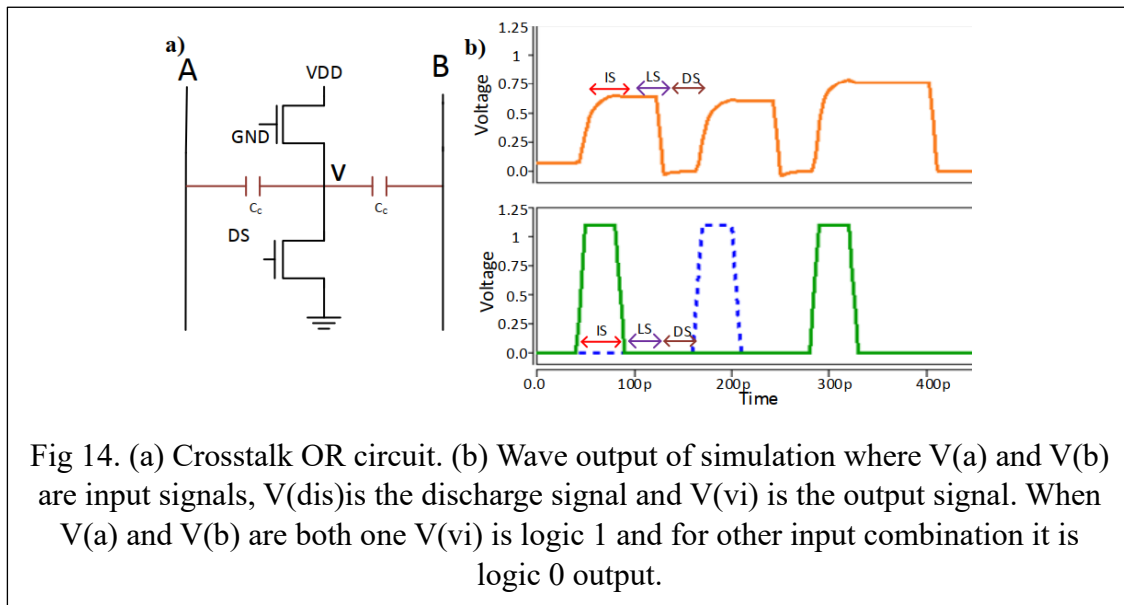 a)
A
VDD
B
GND
V
Cc
Cc
DS
b)
1.25
1
0.75
0.5
0.25
0.0
Voltage
IS
LS
DS
1.25
1
0.75
0.5
0.25
0.0
Voltage
IS
LS
DS
0.0
100p
200p
300p
400p
Time
Fig 14. (a) Crosstalk OR circuit. (b) Wave output of simulation where V(a) and V(b)
are input signals, V(dis)is the discharge signal and V(vi) is the output signal. When
V(a) and V(b) are both one V(vi) is logic 1 and for other input combination it is
logic 0 output.